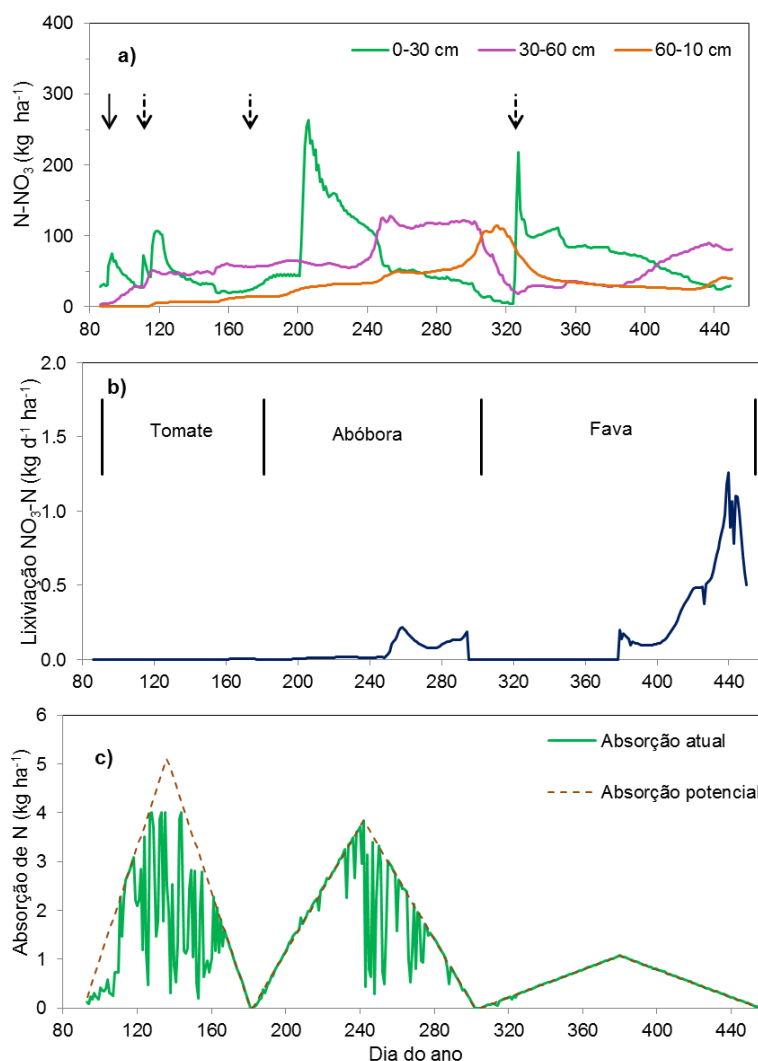 400
300
200
100
0
N-NO3 (kg ha-1)
a)
0-30 cm
30-60 cm
60-10 cm
80 120 160 200 240 280 320 360 400 440
2.0
1.5
1.0
0.5
0.0
Lixiviação NO3-N (kg d-1 ha-1)
b)
Tomate
Abóbora
Fava
80 120 160 200 240 280 320 360 400 440
6
5
4
3
2
1
0
Absorção de N (kg ha-1)
c)
Absorção atual
Absorção potencial
80 120 160 200 240 280 320 360 400 440
Dia do ano